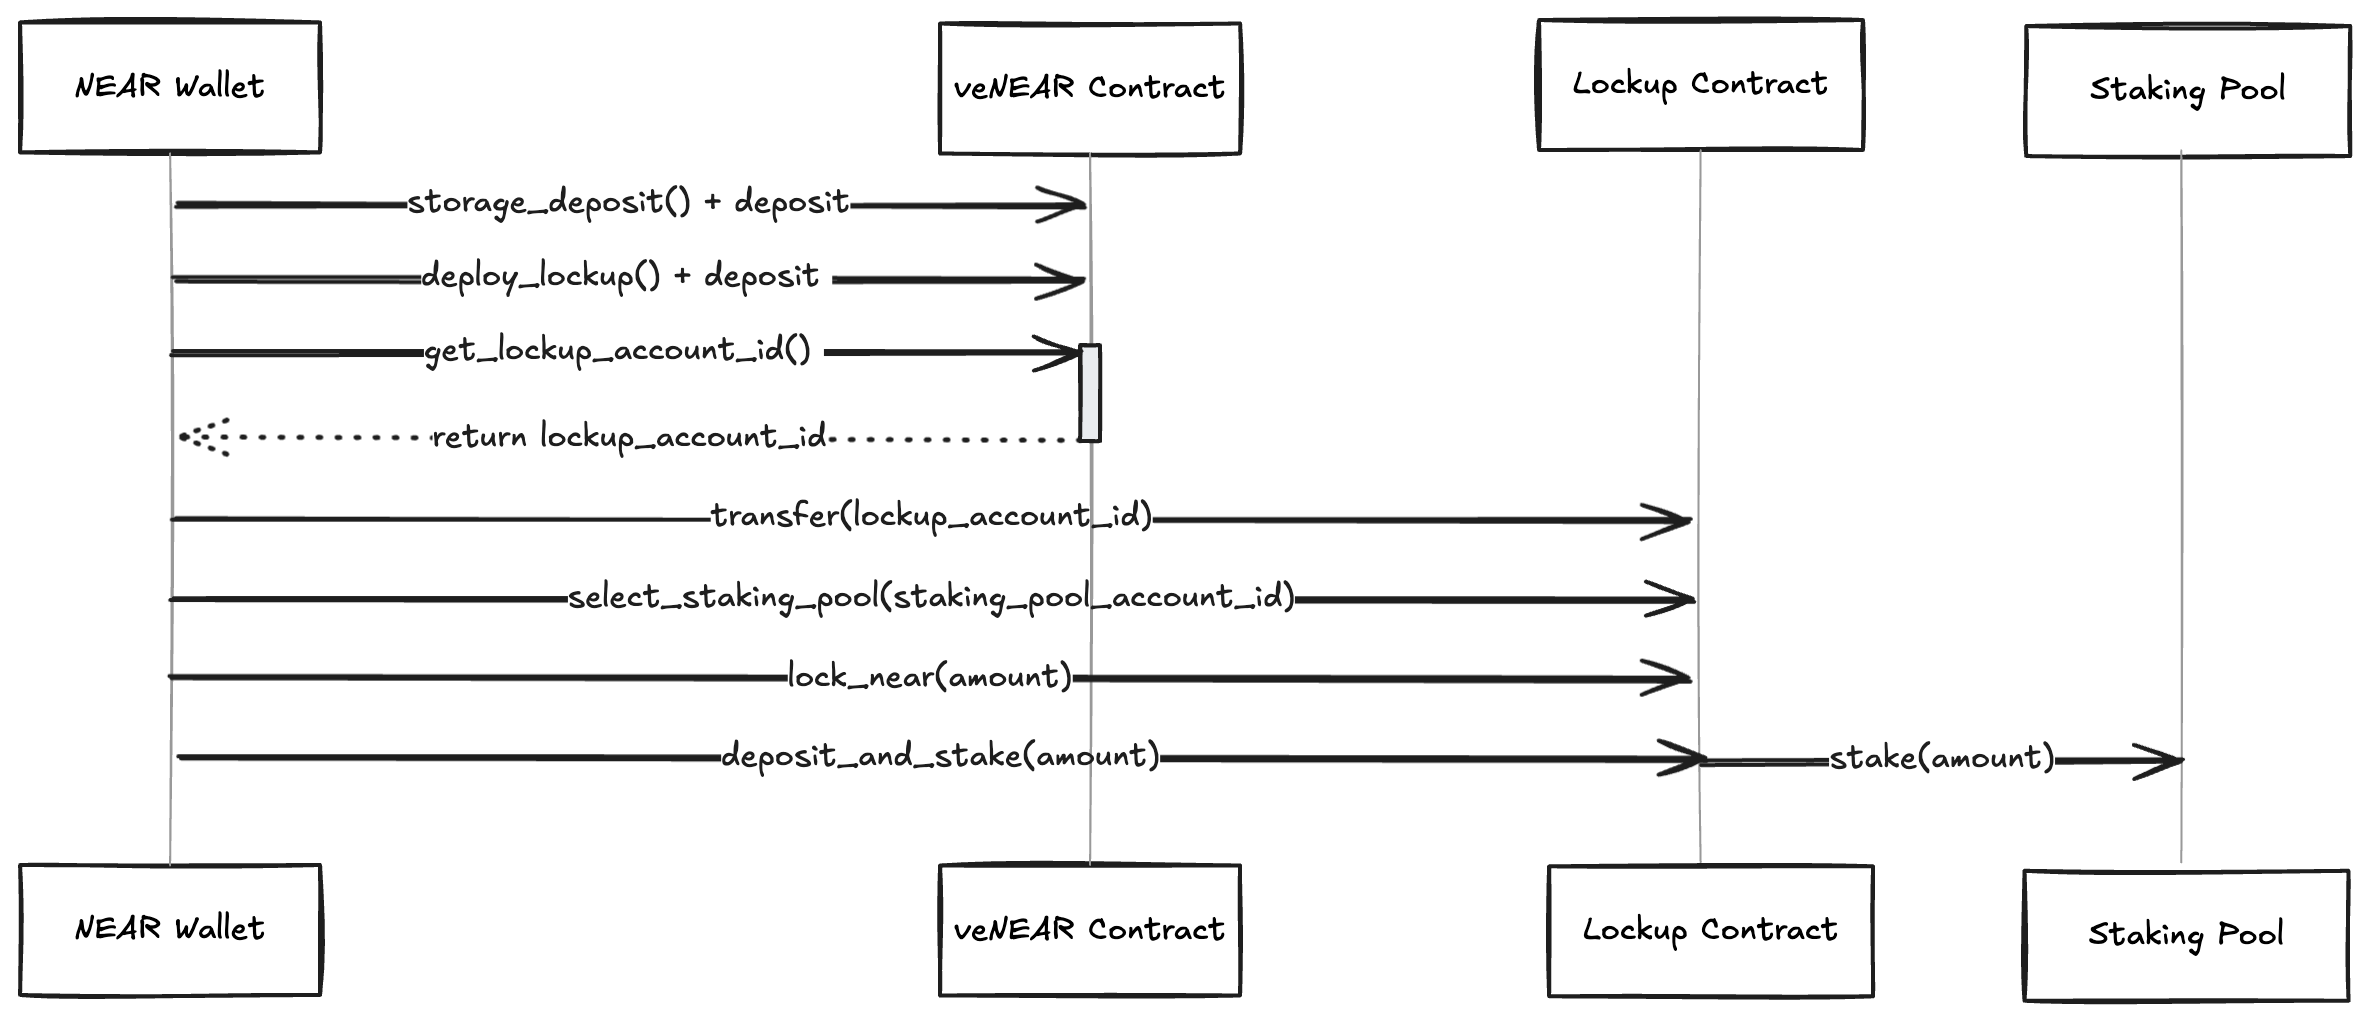 NEAR Wallet
veNEAR Contract
Lockup Contract
Staking Pool
storage_deposit() + deposit
deploy_lockup() + deposit
get_lockup_account_id()
return lockup_account_id
transfer(lockup_account_id)
select_staking_pool(staking_pool_account_id)
lock_near(amount)
deposit_and_stake(amount)
stake(amount)
NEAR Wallet
veNEAR Contract
Lockup Contract
Staking Pool